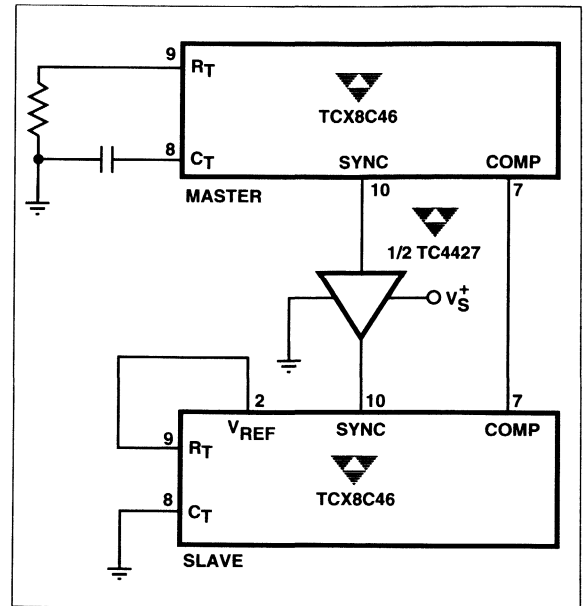 9 RT
TCX8C46
8 CT
SYNC COMP
MASTER
10 7
1/2 TC4427
VS+
2 10 7
VREF SYNC COMP
9 RT
8 CT
TCX8C46
SLAVE